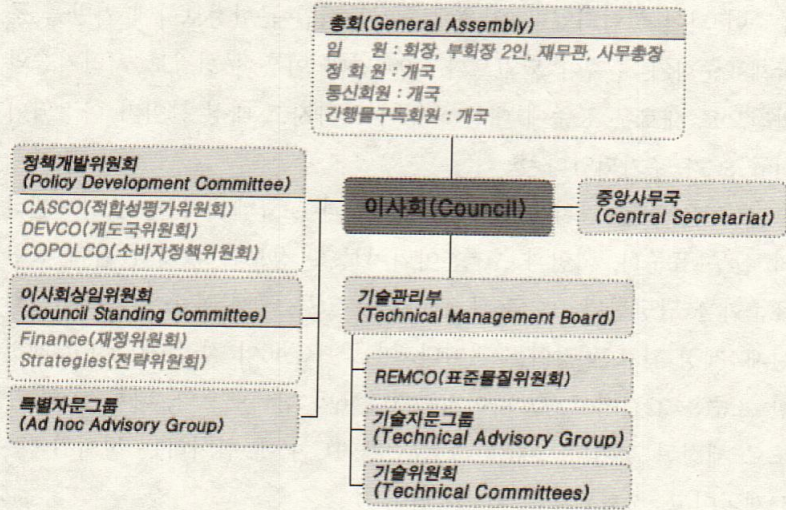 총회(General Assembly)
임 원 : 회장, 부회장 2인, 재무관, 사무총장
정 회 원 : 개국
통신회원 : 개국
간행물구독회원 : 개국
정책개발위원회
(Policy Development Committee)
CASCO(적합성평가위원회)
DEVCO(개도국위원회)
COPOLCO(소비자정책위원회)
이사회(Council)
중앙사무국
(Central Secretariat)
이사회상임위원회
(Council Standing Committee)
Finance(재정위원회)
Strategies(전략위원회)
기술관리부
(Technical Management Board)
REMCO(표준물질위원회)
특별자문그룹
(Ad hoc Advisory Group)
기술자문그룹
(Technical Advisory Group)
기술위원회
(Technical Committees)